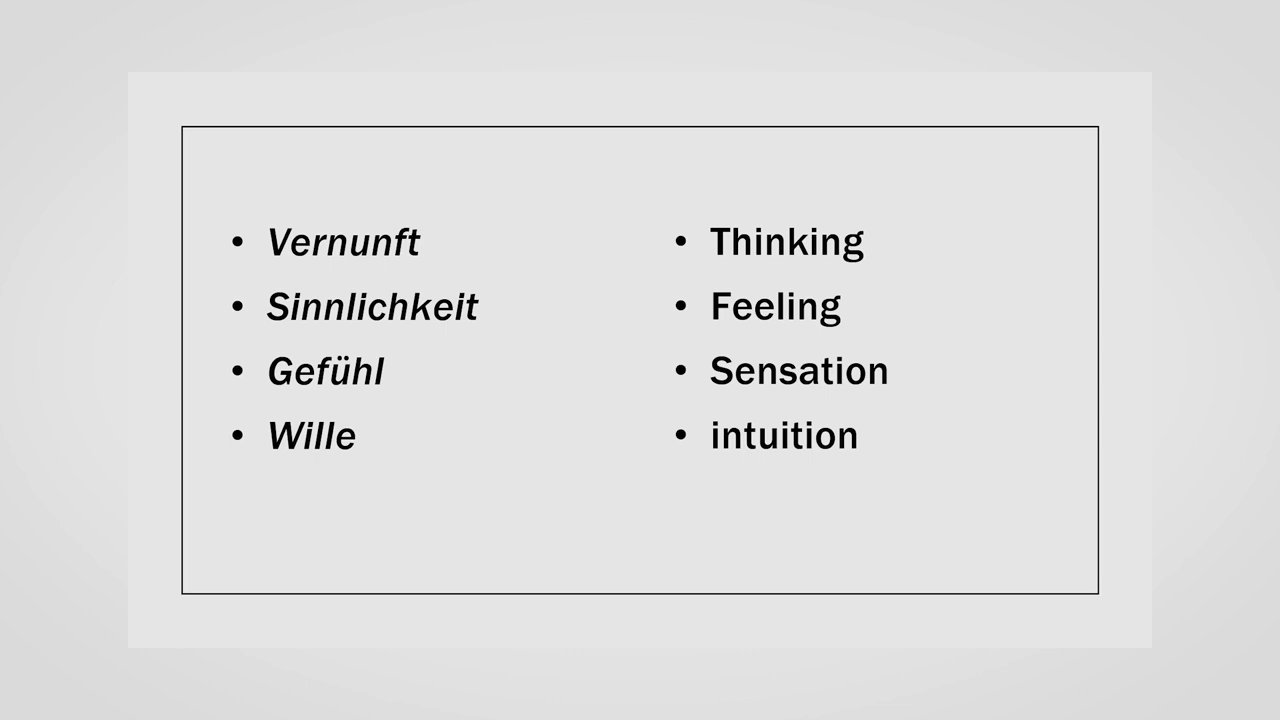 • Vernunft
• Sinnlichkeit
• Gefühl
• Wille
• Thinking
• Feeling
• Sensation
• intuition